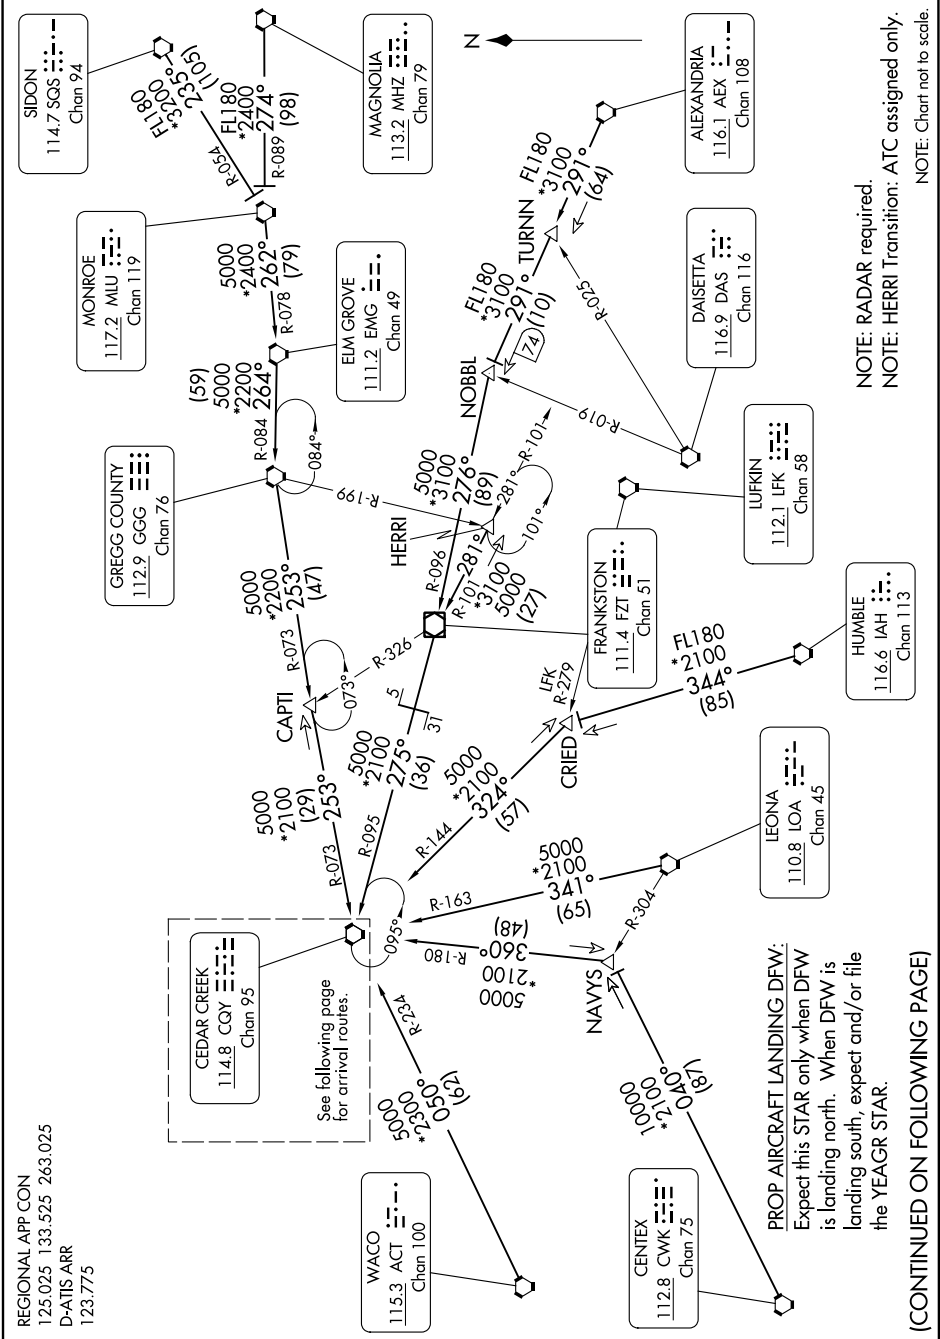 REGIONAL APP CON
125.025 133.525 263.025
D-ATIS ARR
123.775
SIDON
114.7 SQS
Chan 94
FL180
*3200
235°
(105)
R-054
MAGNOLIA
113.2 MHZ
Chan 79
FL180
*2400
274°
(98)
R-089
N
ALEXANDRIA
116.1 AEX
Chan 108
FL180
*3100
291°
(64)
TURNN
NOTE: RADAR required.
NOTE: HERRI Transition: ATC assigned only.
NOTE: Chart not to scale.
MONROE
117.2 MLU
Chan 119
5000
*2400
262°
(79)
R-078
ELM GROVE
111.2 EMG
Chan 49
FL180
*3100
291°
(10)
74
NOBBL
R-025
DAISETTA
116.9 DAS
Chan 116
R-019
(59)
5000
*2200
264°
R-084
084°
GREGG COUNTY
112.9 GGG
Chan 76
R-199
HERRI
5000
*3100
276°
(89)
R-096
R-101
281°
101°
281°
R-101
*3100
5000
(27)
LUFKIN
112.1 LFK
Chan 58
FRANKSTON
111.4 FZT
Chan 51
5000
*2200
253°
(47)
R-073
CAPTI
073°
R-326
5
31
LFK
R-279
CRIED
FL180
*2100
344°
(85)
HUMBLE
116.6 IAH
Chan 113
5000
*2100
(29)
253°
R-073
5000
*2100
275°
(36)
R-095
5000
*2100
324°
(57)
R-144
LEONA
110.8 LOA
Chan 45
5000
*2100
341°
(65)
R-163
R-304
CEDAR CREEK
114.8 CQY
Chan 95
See following page
for arrival routes.
095°
R-180
360°
(48)
*2100
5000
NAVYS
R-234
5000
*2300
050°
(62)
WACO
115.3 ACT
Chan 100
1000
*2100
040°
(87)
CENTEX
112.8 CWK
Chan 75
PROP AIRCRAFT LANDING DFW:
Expect this STAR only when DFW
is landing north. When DFW is
landing south, expect and/or file
the YEAGR STAR.
(CONTINUED ON FOLLOWING PAGE)